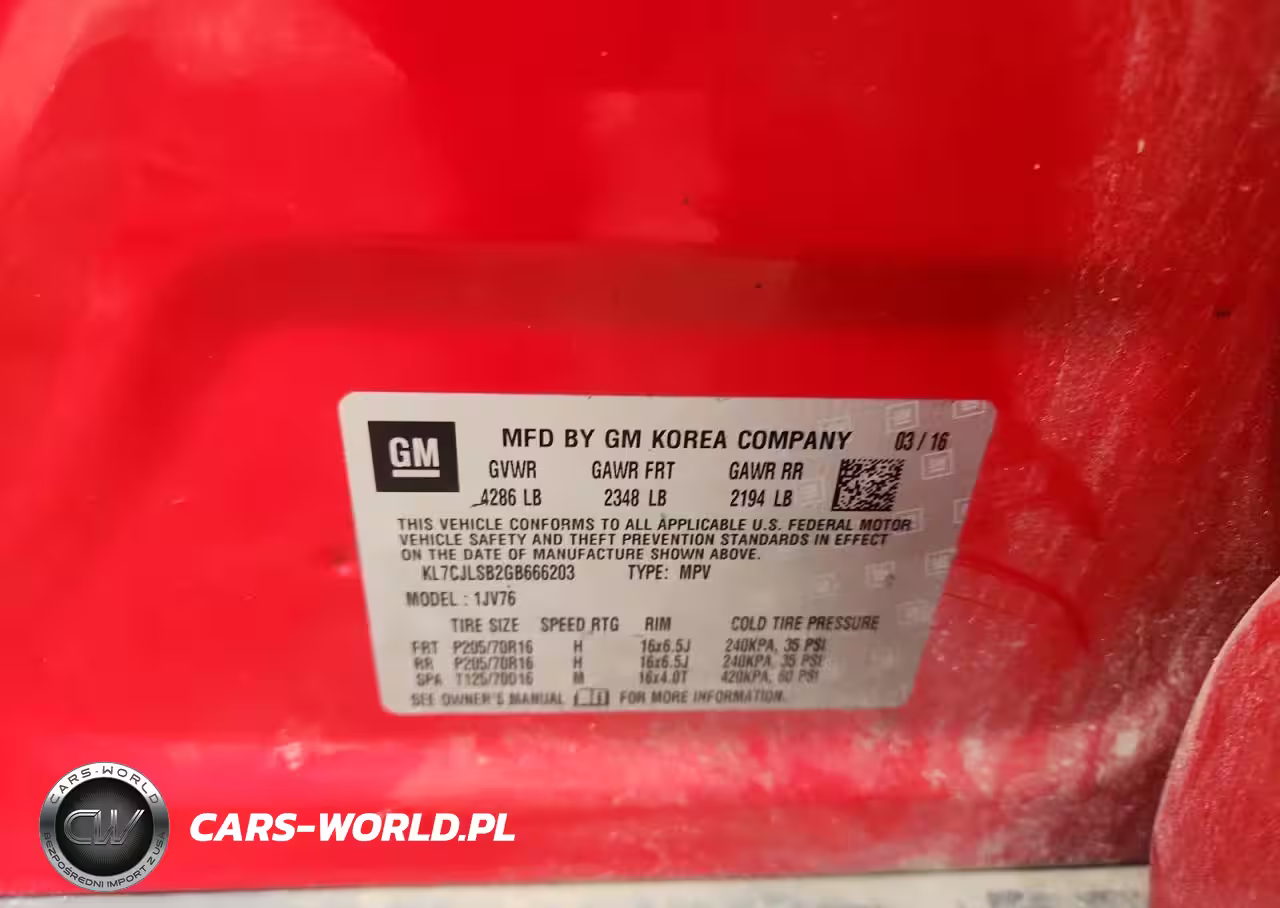 GM
MFD BY GM KOREA COMPANY 03/16
GVWR GAWR FRT GAWR RR
4286 LB 2348 LB 2194 LB
THIS VEHICLE CONFORMS TO ALL APPLICABLE U.S. FEDERAL MOTOR
VEHICLE SAFETY AND THEFT PREVENTION STANDARDS IN EFFECT
ON THE DATE OF MANUFACTURE SHOWN ABOVE.
KL7CJLSB2GB666203 TYPE: MPV
MODEL : 1JV76
TIRE SIZE SPEED RTG RIM COLD TIRE PRESSURE
FRT P205/70R16 H 16x6.5J 240KPA, 35 PSI
RR P205/70R16 H 16x6.5J 240KPA, 35 PSI
SPA T125/70D16 M 16x4.0T 420KPA, 60 PSI
SEE OWNER'S MANUAL FOR MORE INFORMATION.
CARS-WORLD
CW
BEZPOŚREDNI IMPORT Z USA
CARS-WORLD.PL